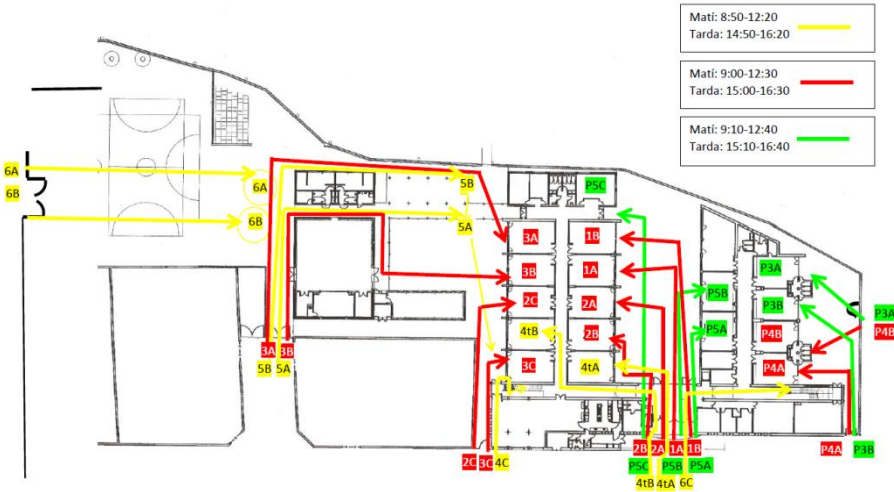 Matí: 8:50-12:20
Tarda: 14:50-16:20
Matí: 9:00-12:30
Tarda: 15:00-16:30
Matí: 9:10-12:40
Tarda: 15:10-16:40
6A
6B
6A
6B
5B
5A
P5C
3A
1B
3B
1A
2C
2A
4tB
2B
3C
4tA
P5B
P5A
P3A
P3B
P4B
P4A
P3A
P4B
3A
3B
5B
5A
2C
3C
4C
2B
2A
1A
1B
P5C
P5B
P5A
4tB
4tA
6C
P4A
P3B